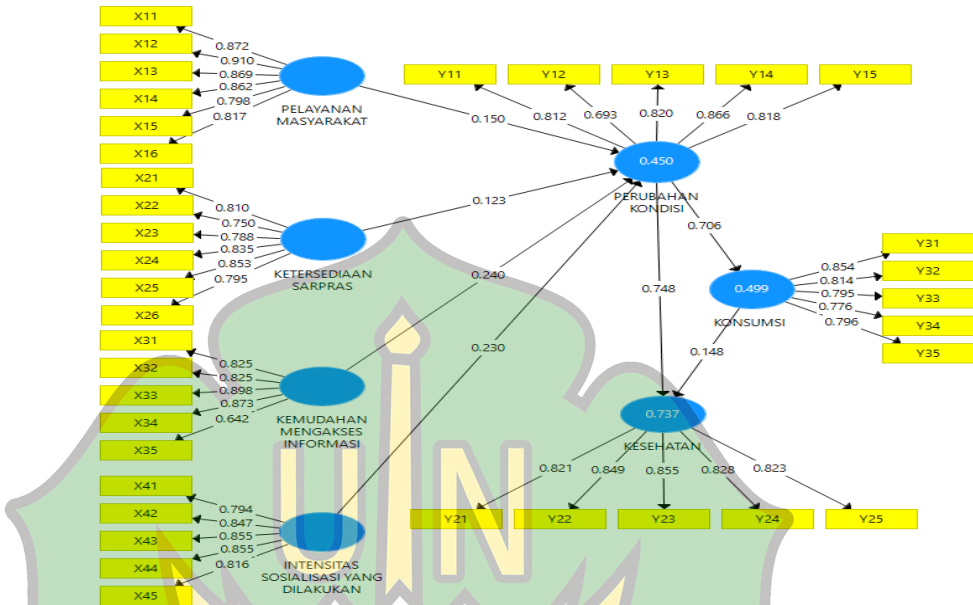 X11
X12
X13
X14
X15
X16
0.872
0.910
0.869
0.862
0.798
0.817
PELAYANAN
MASYARAKAT
X21
X22
X23
X24
X25
X26
0.810
0.750
0.788
0.835
0.853
0.795
KETERSEDIAAN
SARPRAS
X31
X32
X33
X34
X35
0.825
0.825
0.898
0.873
0.642
KEMUDAHAN
MENGAKSES
INFORMASI
X41
X42
X43
X44
X45
0.794
0.847
0.855
0.855
0.816
INTENSITAS
SOSIALISASI YANG
DILAKUKAN
0.150
0.123
0.240
0.230
Y11
Y12
Y13
Y14
Y15
0.812
0.693
0.820
0.866
0.818
0.450
PERUBAHAN
KONDISI
0.706
0.748
0.499
KONSUMSI
0.148
Y31
Y32
Y33
Y34
Y35
0.854
0.814
0.795
0.776
0.796
0.737
KESEHATAN
0.821
0.849
0.855
0.828
0.823
Y21
Y22
Y23
Y24
Y25
UIN